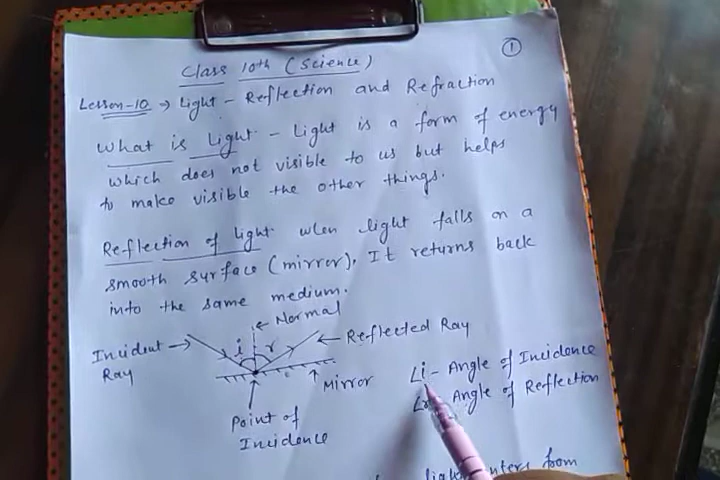 1
Class 10th (Science)
Lesson-10 → Light - Reflection and Refraction
What is Light - Light is a form of energy
which does not visible to us but helps
to make visible the other things.
Reflection of light when light falls on a
smooth surface (mirror). It returns back
into the same medium.
← Normal
Incident →
Ray
i r
← Reflected Ray
Mirror
Point of
Incidence
∠i - Angle of Incidence
∠r Angle of Reflection
from